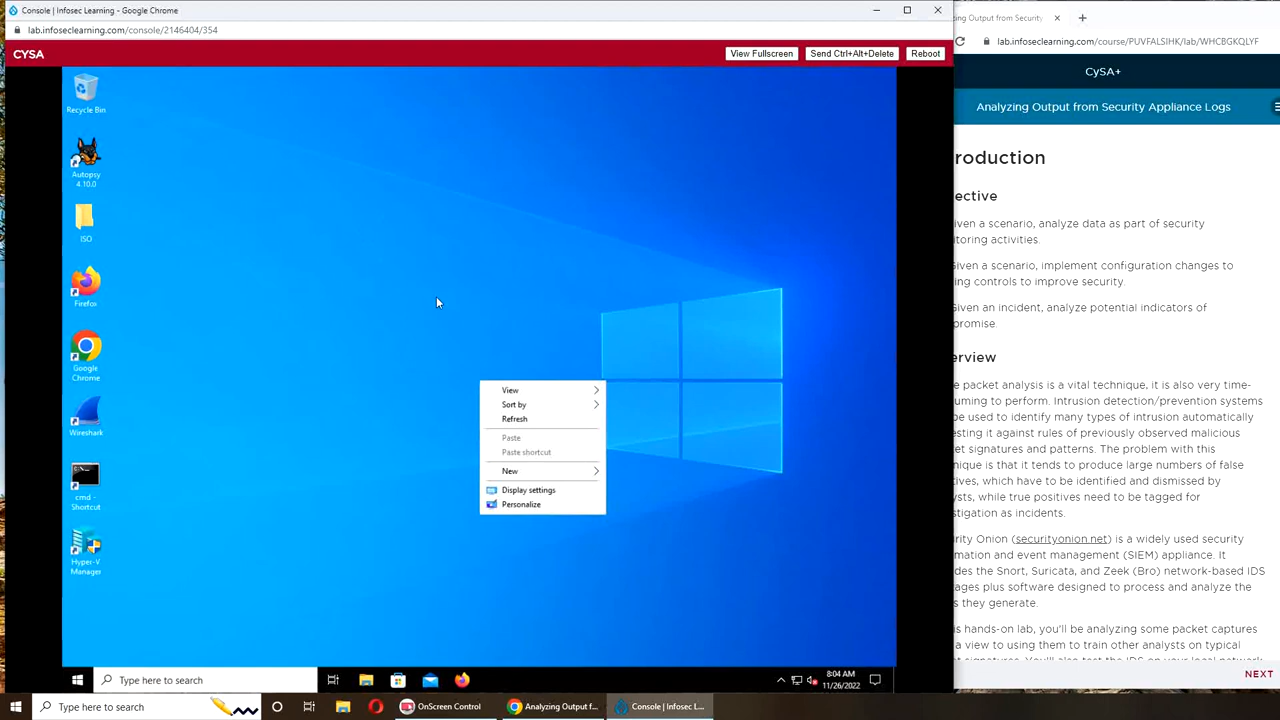 Console | Infosec Learning - Google Chrome
lab.infoseclearning.com/console/2146404/354
CYSA
View Fullscreen
Send Ctrl+Alt+Delete
Reboot
Recycle Bin
Autopsy
4.10.0
ISO
Firefox
Google
Chrome
Wireshark
cmd -
Shortcut
Hyper-V
Manager
View
Sort by
Refresh
Paste
Paste shortcut
New
Display settings
Personalize
Type here to search
8:04 AM
11/26/2022
nalyzing Output from Security
lab.infoseclearning.com/course/PUVFALSIHK/lab/WHCBGKQLYF
CySA+
Analyzing Output from Security Appliance Logs
roduction
ective
iven a scenario, analyze data as part of security
itoring activities.
Given a scenario, implement configuration changes to
ing controls to improve security.
Given an incident, analyze potential indicators of
promise.
erview
e packet analysis is a vital technique, it is also very time-
uming to perform. Intrusion detection/prevention systems
be used to identify many types of intrusion automatically
esting it against rules of previously observed malicious
et signatures and patterns. The problem with this
nique is that it tends to produce large numbers of false
tives, which have to be identified and dismissed by
ysts, while true positives need to be tagged for
stigation as incidents.
urity Onion (securityonion.net) is a widely used security
mation and event management (SIEM) appliance. It
des the Snort, Suricata, and Zeek (Bro) network-based IDS
ages plus software designed to process and analyze the
s they generate.
is hands-on lab, you'll be analyzing some packet captures
a view to using them to train other analysts on typical
NEXT
Type here to search
OnScreen Control
Analyzing Output f...
Console | Infosec L...